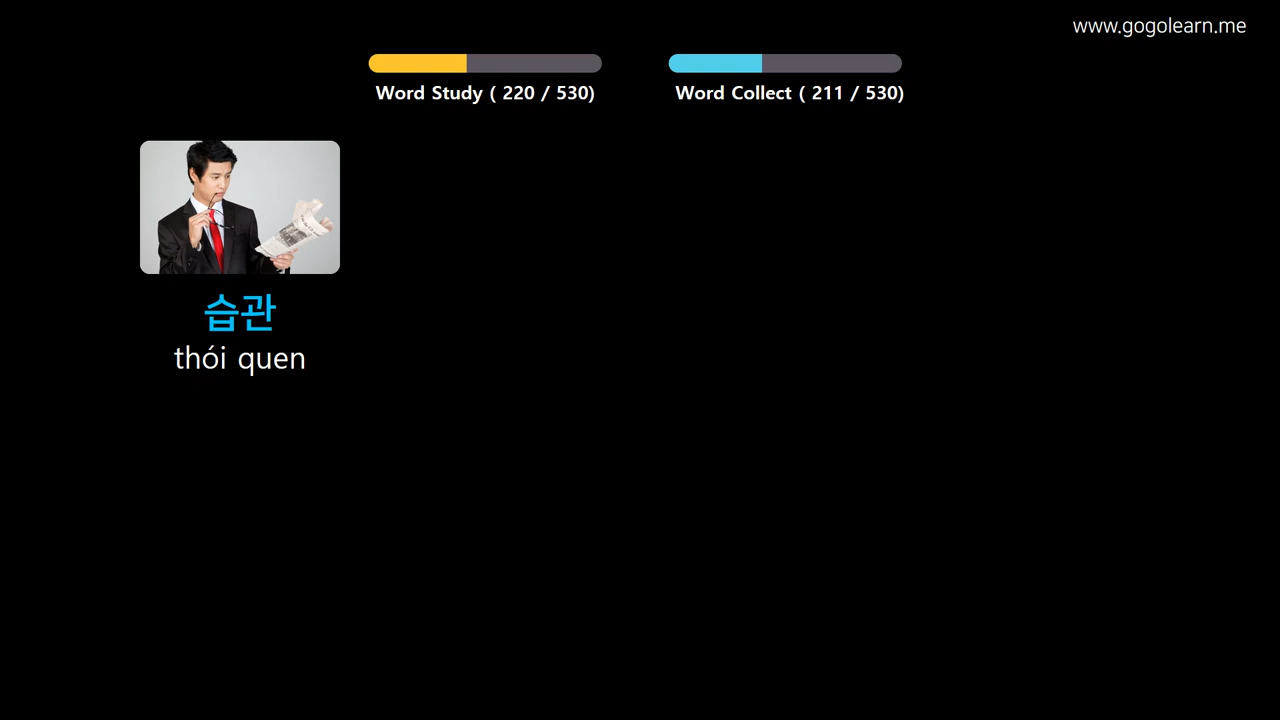 www.gogolearn.me
Word Study ( 220 / 530)
Word Collect ( 211 / 530)
습관
thói quen